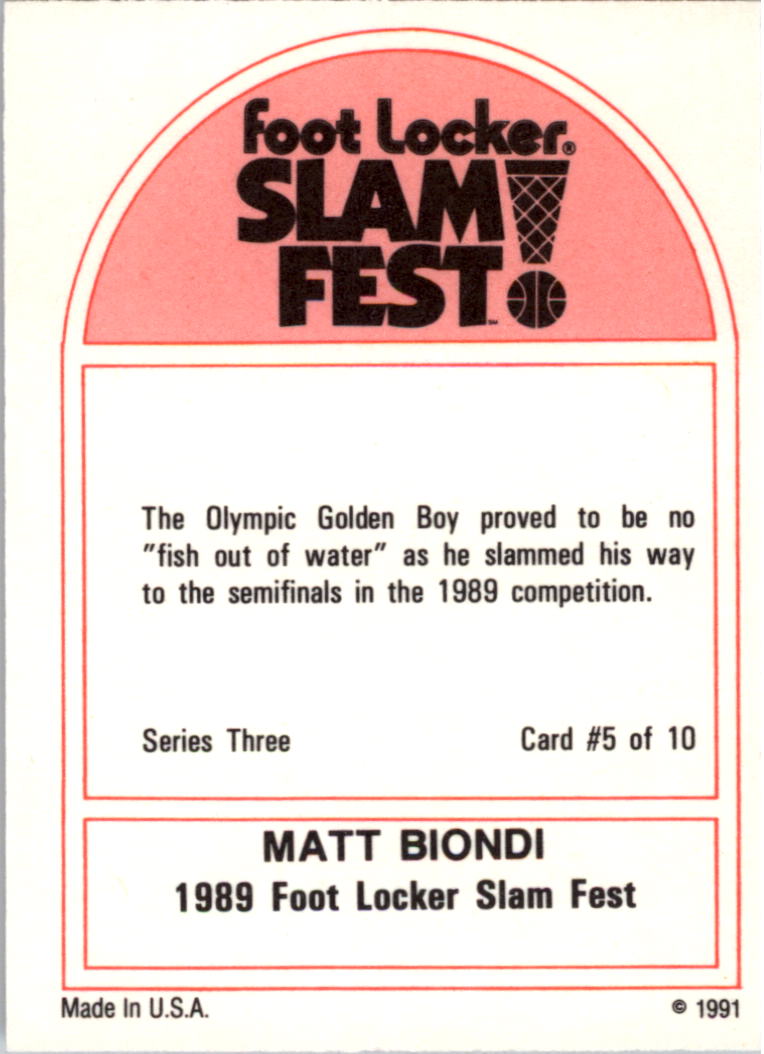 foot Locker®
SLAM
FEST!℠
The Olympic Golden Boy proved to be no
"fish out of water" as he slammed his way
to the semifinals in the 1989 competition.
Series Three Card #5 of 10
MATT BIONDI
1989 Foot Locker Slam Fest
Made In U.S.A. © 1991